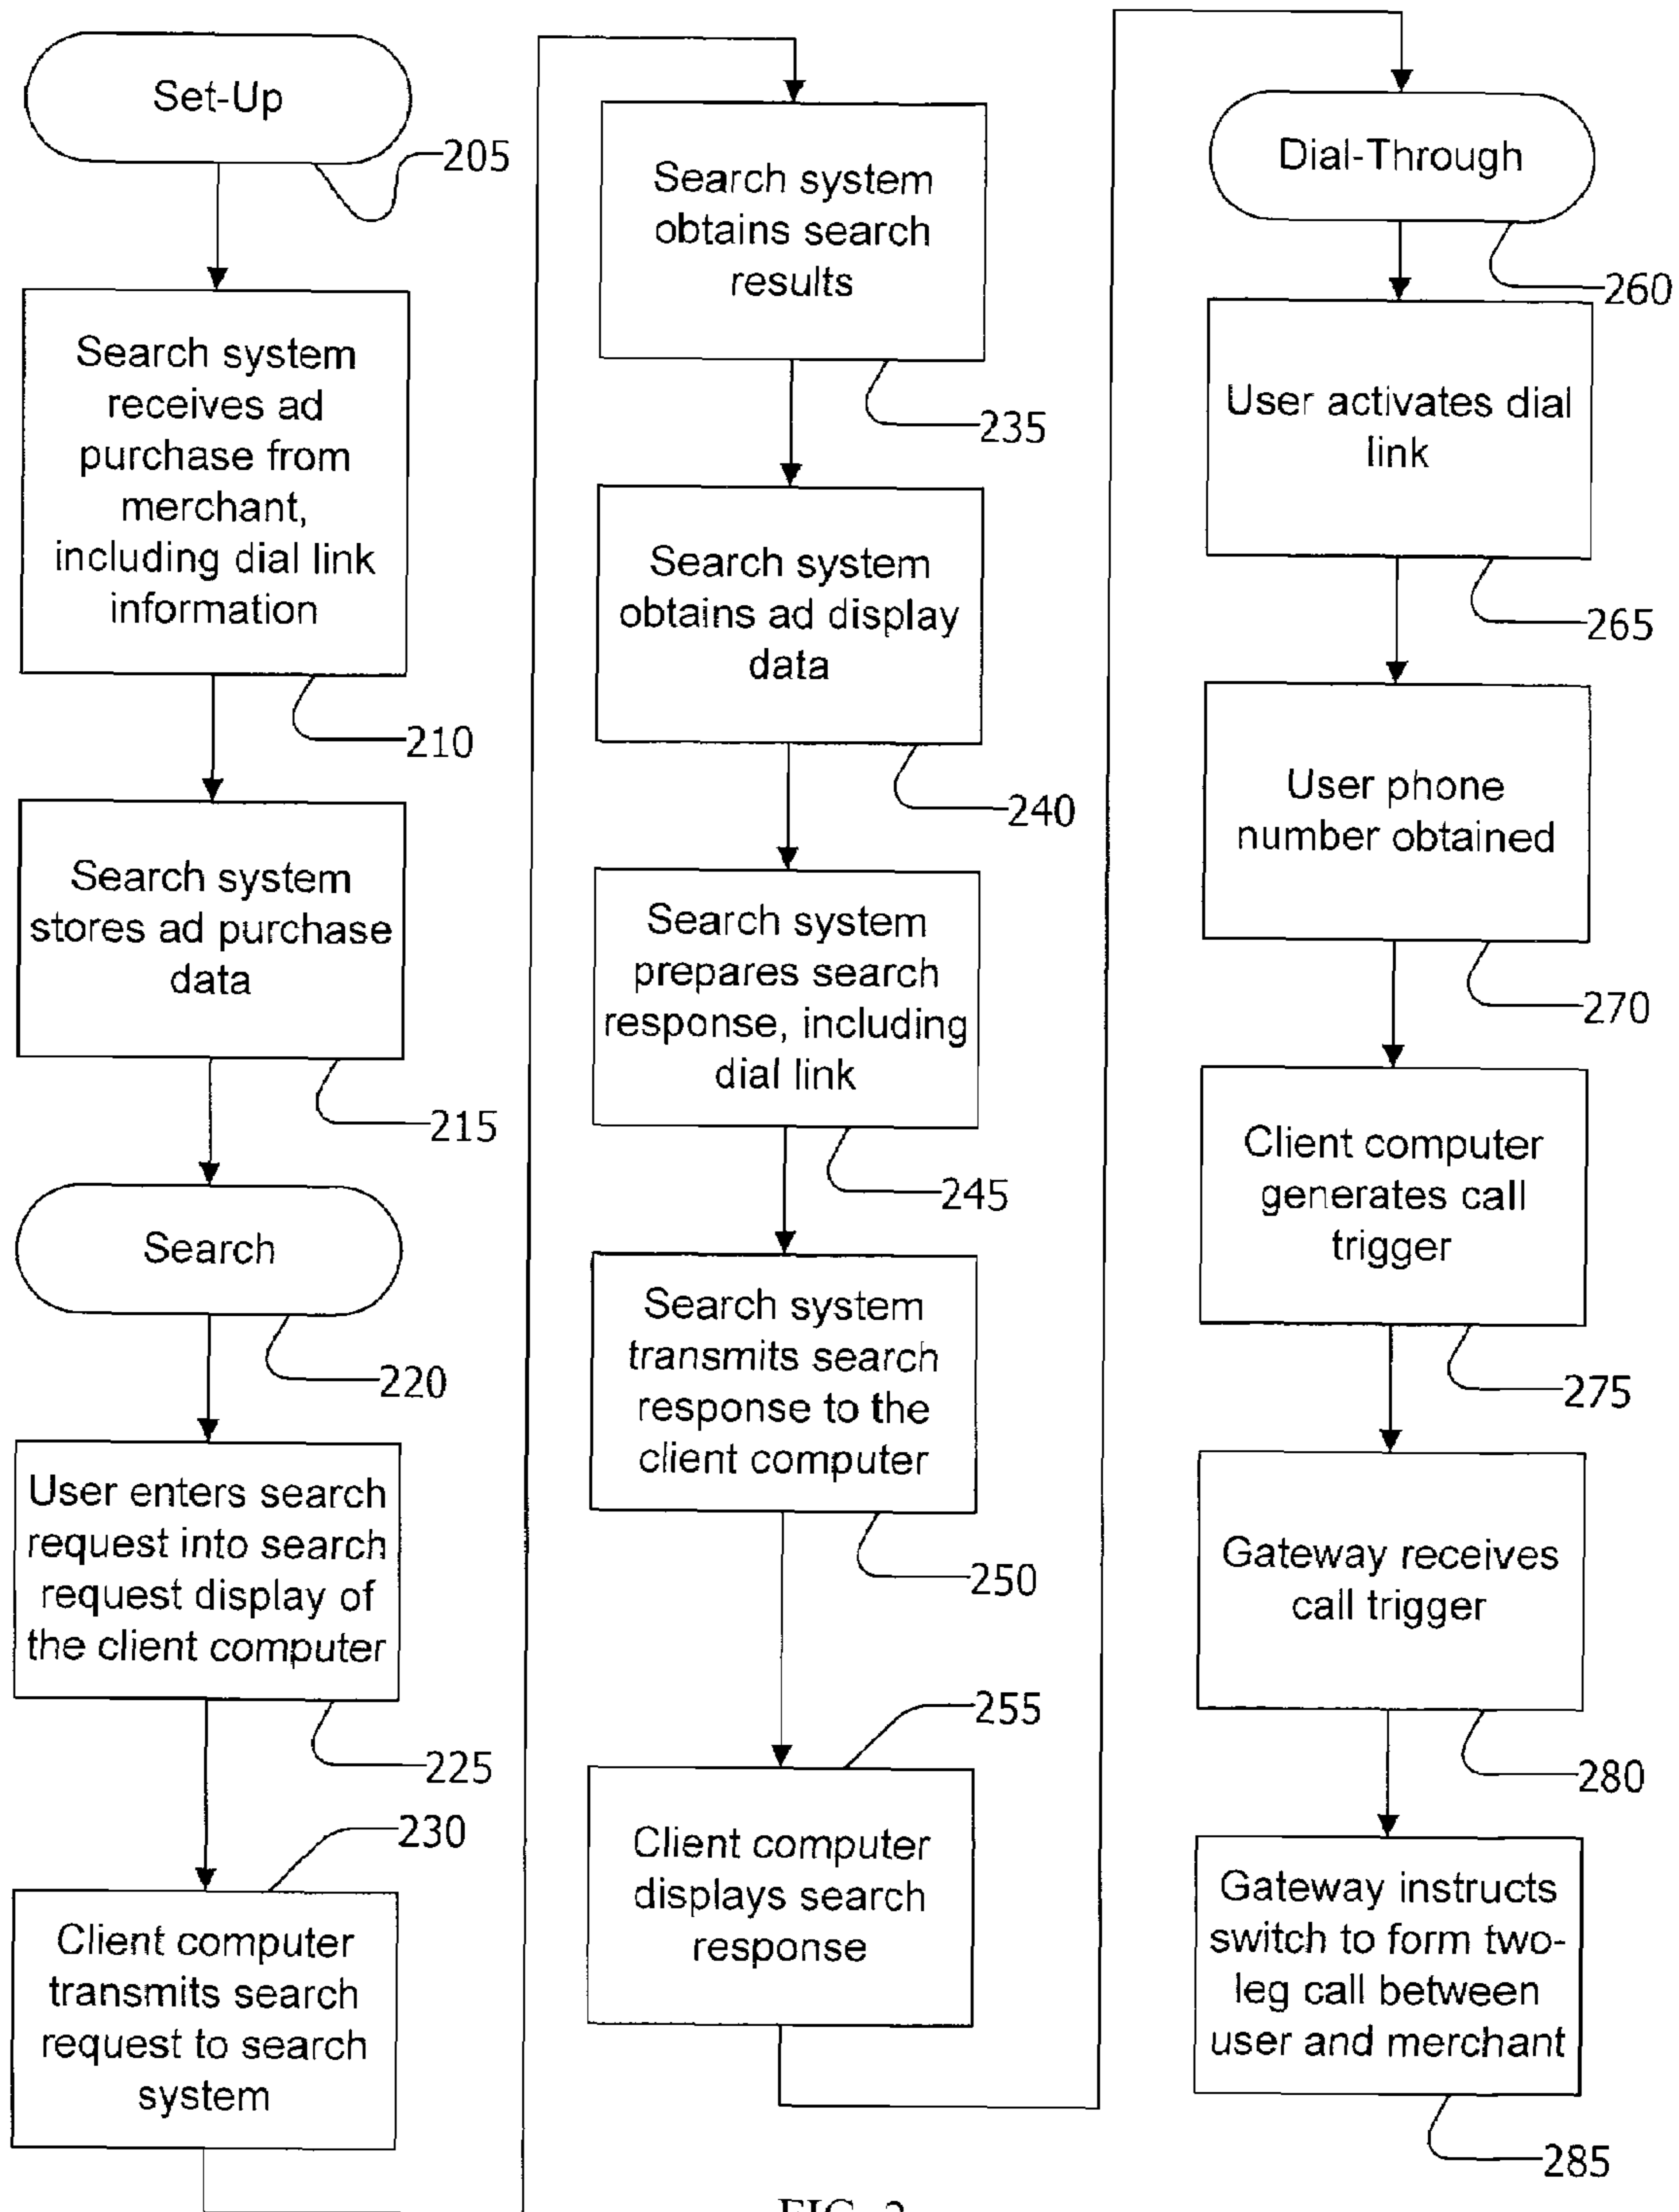 Set-Up
205
Search system
receives ad
purchase from
merchant,
including dial link
information
210
Search system
stores ad purchase
data
215
Search
220
User enters search
request into search
request display of
the client computer
225
230
Client computer
transmits search
request to search
system
Search system
obtains search
results
235
Search system
obtains ad display
data
240
Search system
prepares search
response, including
dial link
245
Search system
transmits search
response to the
client computer
250
255
Client computer
displays search
response
Dial-Through
260
User activates dial
link
265
User phone
number obtained
270
Client computer
generates call
trigger
275
Gateway receives
call trigger
280
Gateway instructs
switch to form two-
leg call between
user and merchant
285
FIG. 2